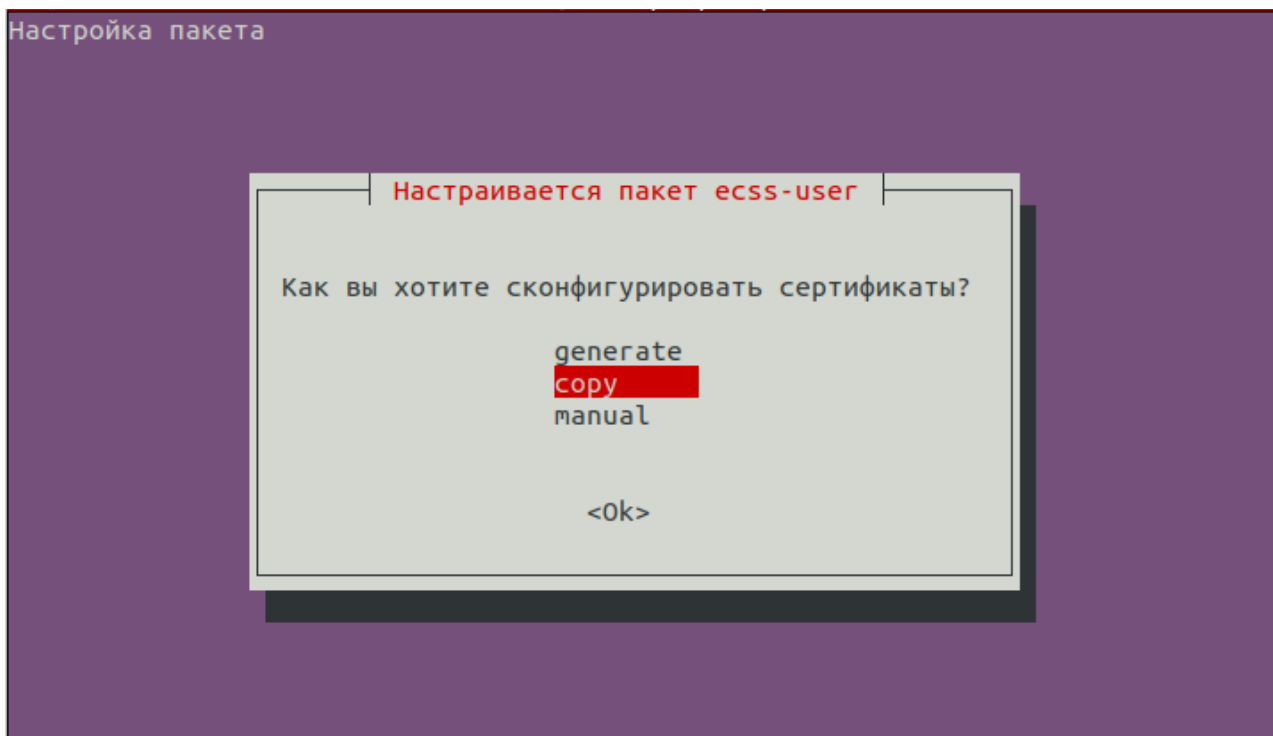 Настройка пакета
Настраивается пакет ecss-user
Как вы хотите сконфигурировать сертификаты?
generate
copy
manual
<Ok>